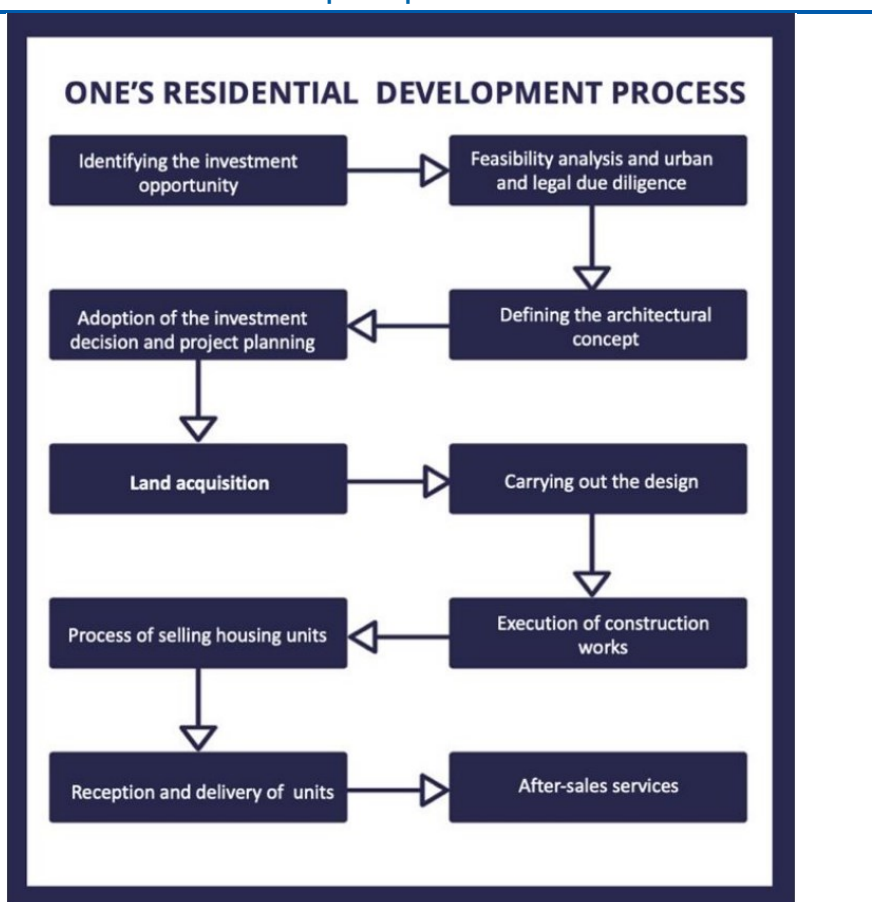 ONE'S RESIDENTIAL DEVELOPMENT PROCESS
Identifying the investment
opportunity
Feasibility analysis and urban
and legal due diligence
Defining the architectural
concept
Adoption of the investment
decision and project planning
Land acquisition
Carrying out the design
Execution of construction
works
Process of selling housing units
Reception and delivery of units
After-sales services